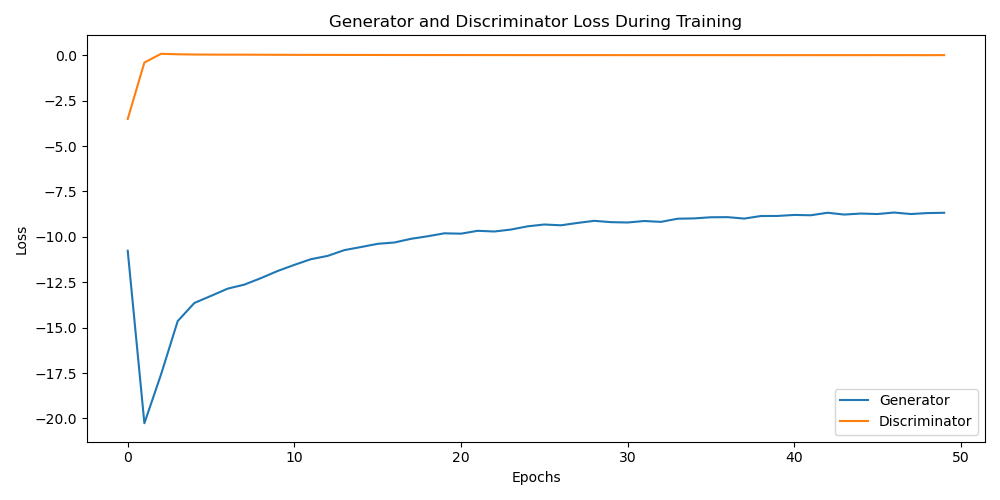 Generator and Discriminator Loss During Training
0.0
−2.5
−5.0
−7.5
−10.0
−12.5
−15.0
−17.5
−20.0
Loss
Generator
Discriminator
0 10 20 30 40 50
Epochs